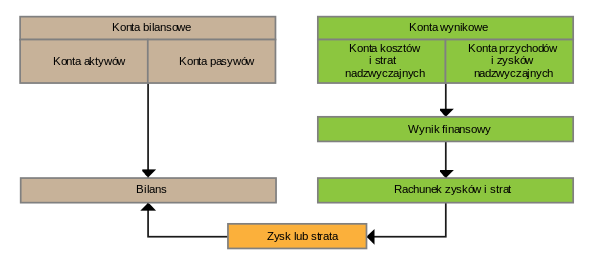 Konta bilansowe
Konta aktywów
Konta pasywów
Konta wynikowe
Konta kosztów
i strat
nadzwyczajnych
Konta przychodów
i zysków
nadzwyczajnych
Wynik finansowy
Bilans
Rachunek zysków i strat
Zysk lub strata